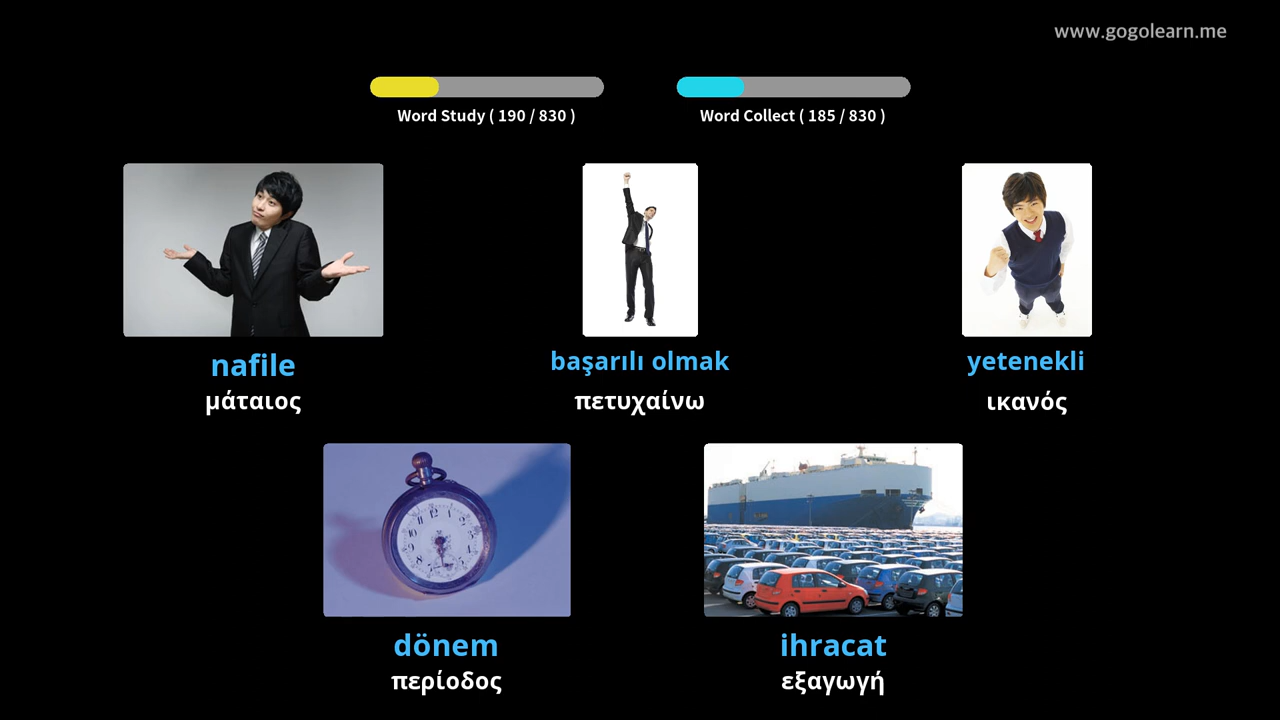 www.gogolearn.me
Word Study ( 190 / 830 )
Word Collect ( 185 / 830 )
nafile
μάταιος
başarılı olmak
πετυχαίνω
yetenekli
ικανός
dönem
περίοδος
ihracat
εξαγωγή